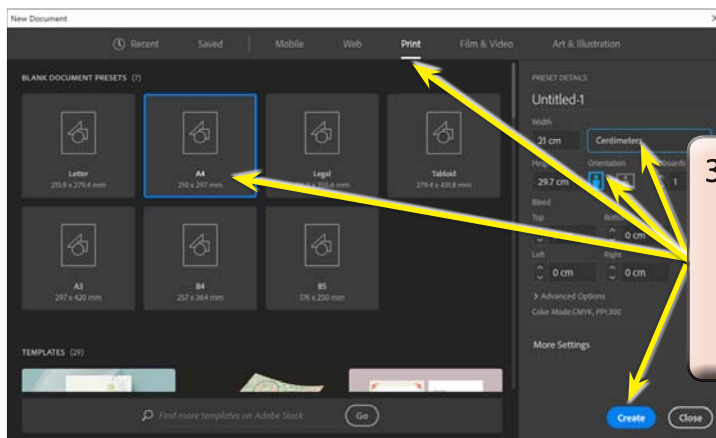 New Document
Recent Saved Mobile Web Print Film & Video Art & Illustration
BLANK DOCUMENT PRESETS (7)
Letter
215.9 x 279.4 mm
A4
210 x 297 mm
Legal
Tabloid
279.4 x 431.8 mm
A3
297 x 420 mm
B4
257 x 364 mm
B5
176 x 250 mm
TEMPLATES (29)
Find more templates on Adobe Stock Go
PRESET DETAILS
Untitled-1
Width
21 cm Centimeters
Orientation
29.7 cm 1
Bleed
Top
0 cm
Left Right
0 cm 0 cm
Advanced Options
Color Mode:CMYK, PPI:300
More Settings
Create Close
3